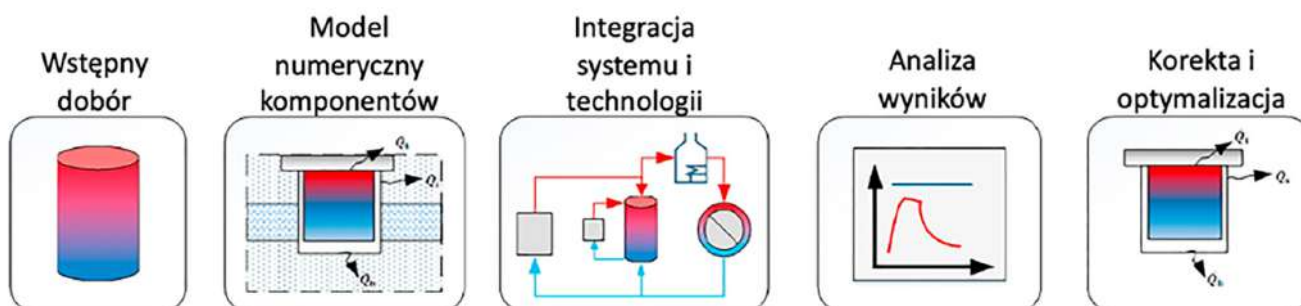 Wstępny
dobór
Model
numeryczny
komponentów
Integracja
systemu i
technologii
Analiza
wyników
Korekta i
optymalizacja
Q
Q
Q
Q
Q
Q